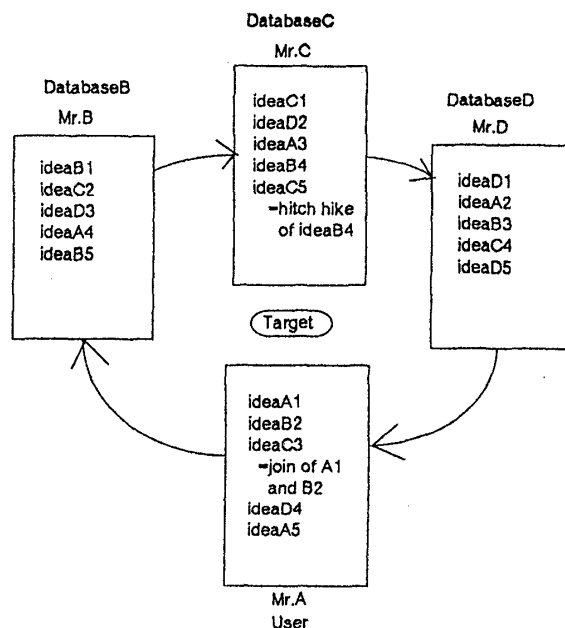 DatabaseC
Mr.C
ideaC1
ideaD2
ideaA3
ideaB4
ideaC5
=hitch hike
of ideaB4
DatabaseB
Mr.B
ideaB1
ideaC2
ideaD3
ideaA4
ideaB5
DatabaseD
Mr.D
ideaD1
ideaA2
ideaB3
ideaC4
ideaD5
Target
ideaA1
ideaB2
ideaC3
=join of A1
and B2
ideaD4
ideaA5
Mr.A
User